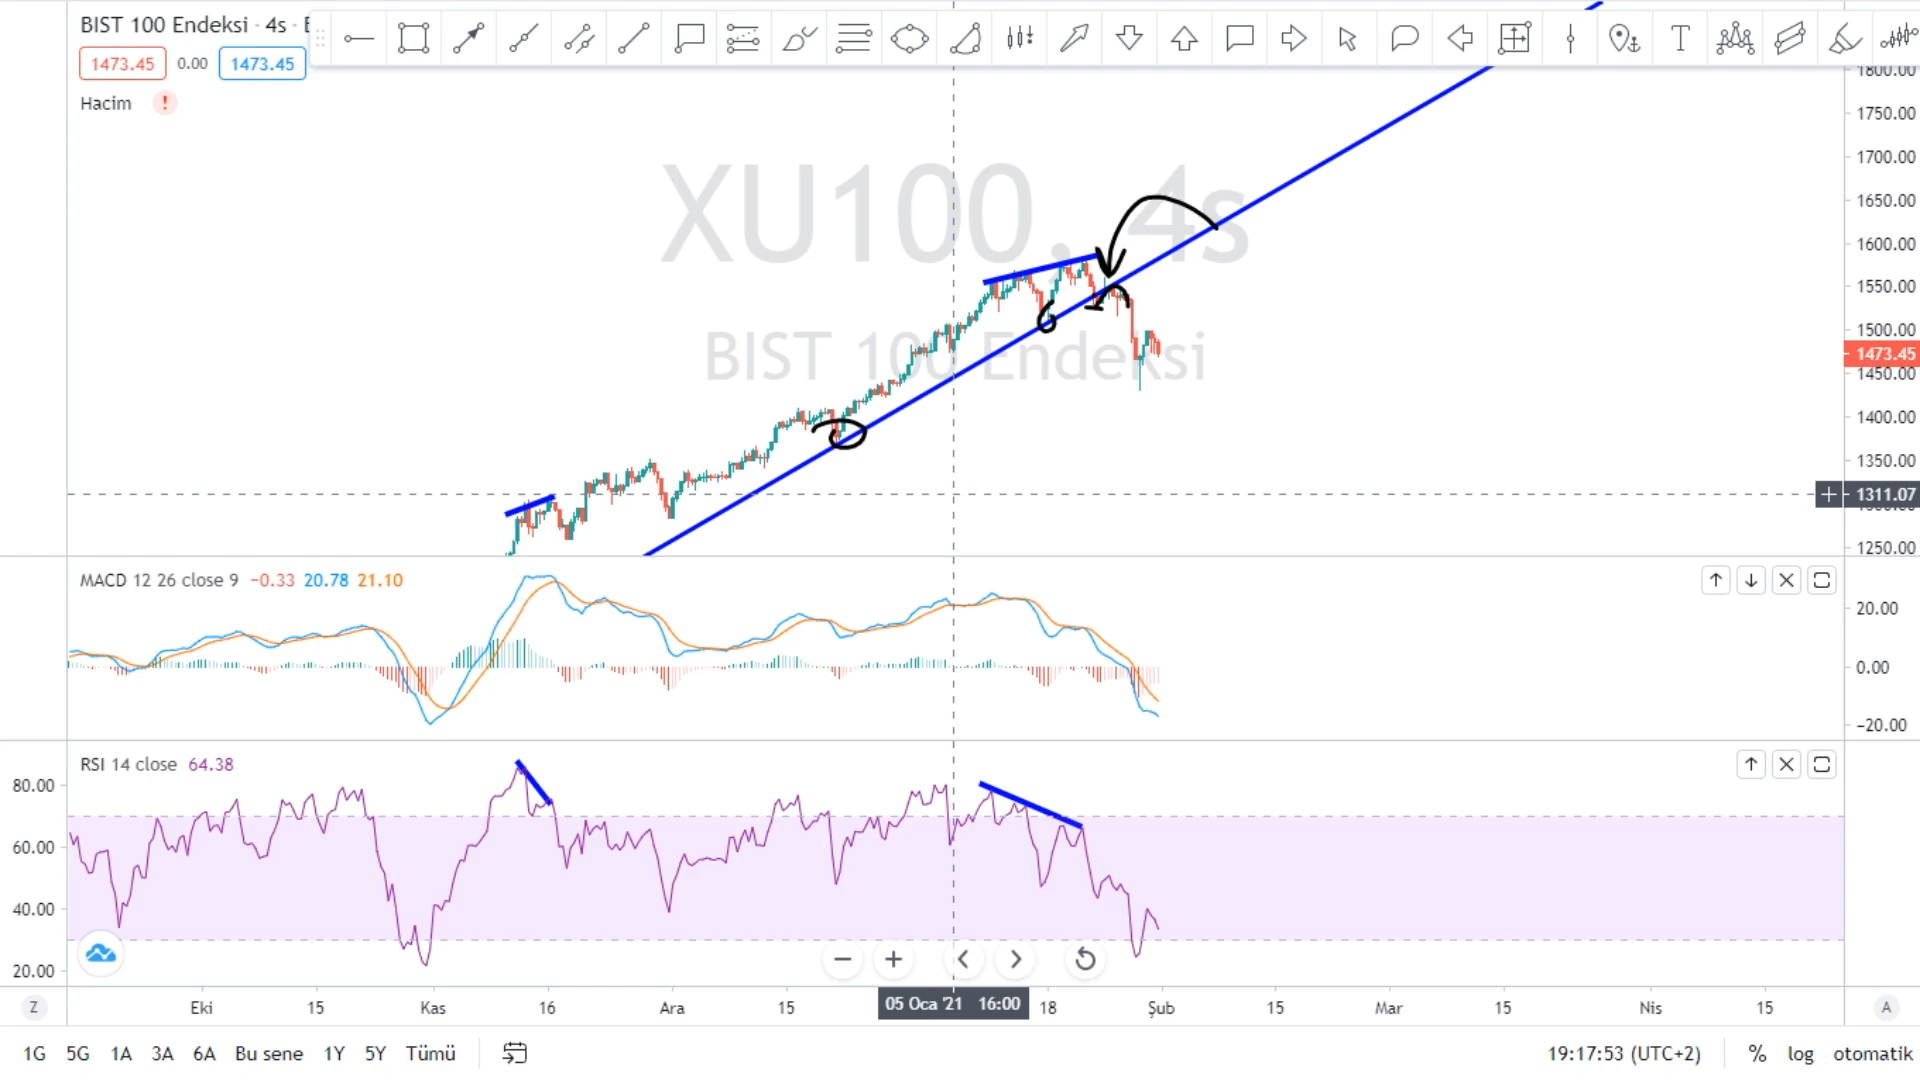 BIST 100 Endeksi · 4s ·
1473.45 0.00 1473.45
Hacim !
XU100, 4s
BIST 100 Endeksi
1800.00
1750.00
1700.00
1650.00
1600.00
1550.00
1500.00
1473.45
1450.00
1400.00
1350.00
1311.07
1250.00
MACD 12 26 close 9 −0.33 20.78 21.10
20.00
0.00
−20.00
RSI 14 close 64.38
80.00
60.00
40.00
20.00
Z Eki 15 Kas 16 Ara 15 05 Oca '21 16:00 18 Şub 15 Mar 15 Nis 15 A
1G 5G 1A 3A 6A Bu sene 1Y 5Y Tümü 19:17:53 (UTC+2) % log otomatik